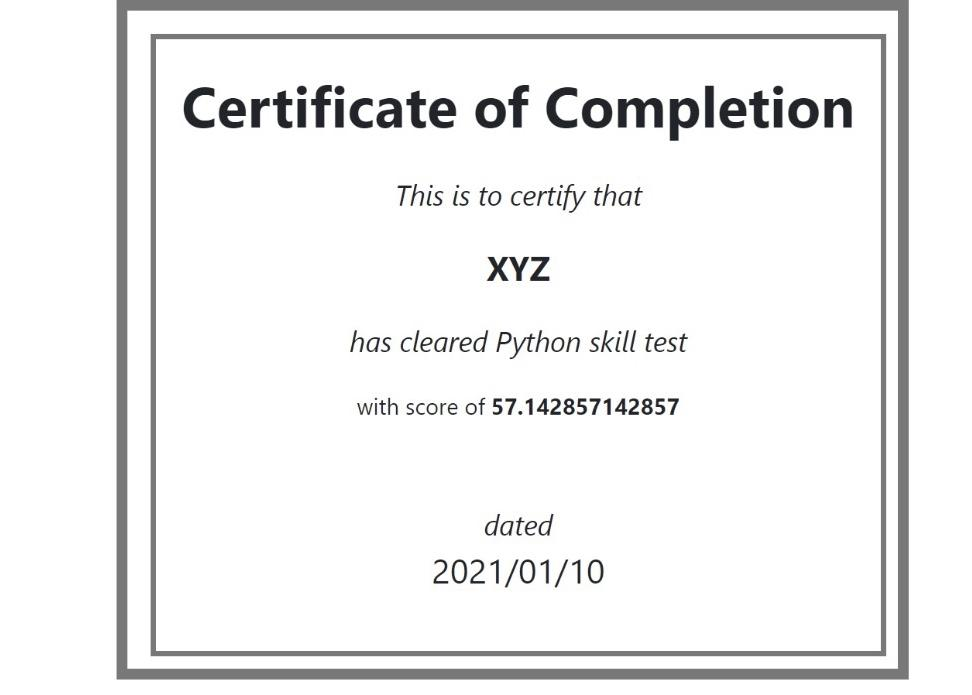 Certificate of Completion
This is to certify that
XYZ
has cleared Python skill test
with score of 57.142857142857
dated
2021/01/10